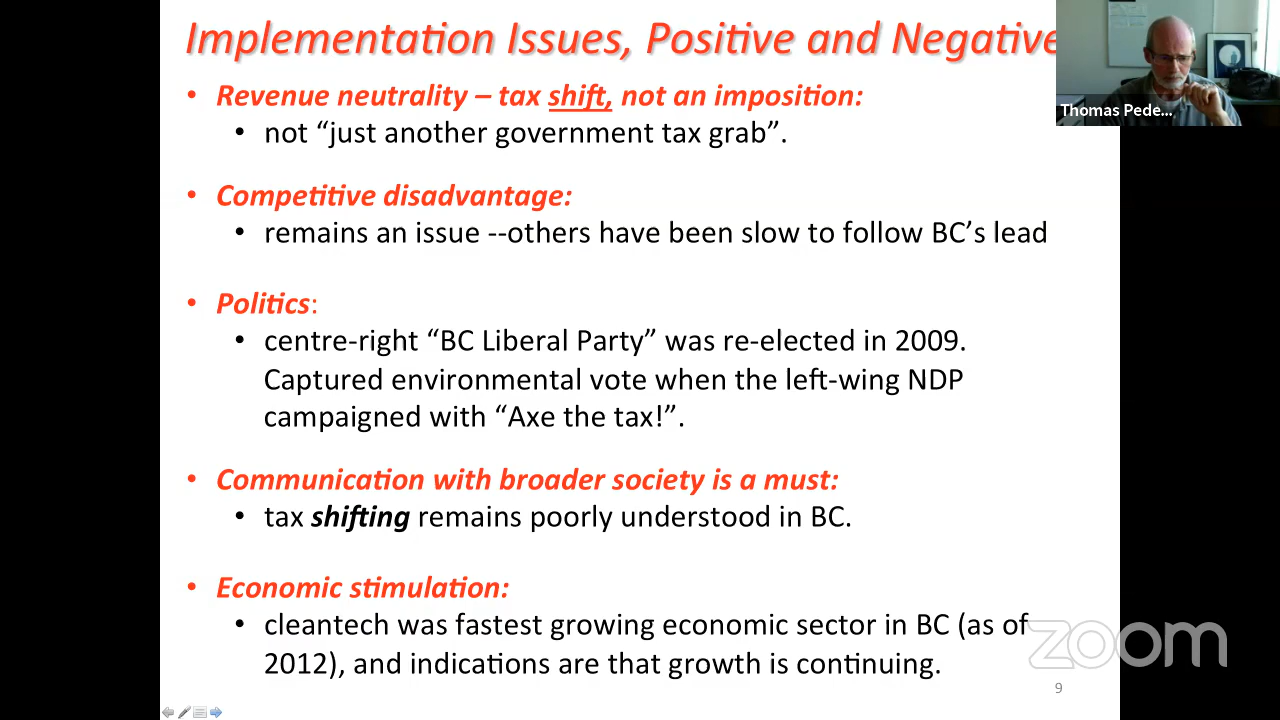 Implementation Issues, Positive and Negative
Thomas Pede...
• Revenue neutrality – tax shift, not an imposition:
• not “just another government tax grab”.
• Competitive disadvantage:
• remains an issue --others have been slow to follow BC’s lead
• Politics:
• centre-right “BC Liberal Party” was re-elected in 2009.
Captured environmental vote when the left-wing NDP
campaigned with “Axe the tax!”.
• Communication with broader society is a must:
• tax shifting remains poorly understood in BC.
• Economic stimulation:
• cleantech was fastest growing economic sector in BC (as of
2012), and indications are that growth is continuing.
zoom
9